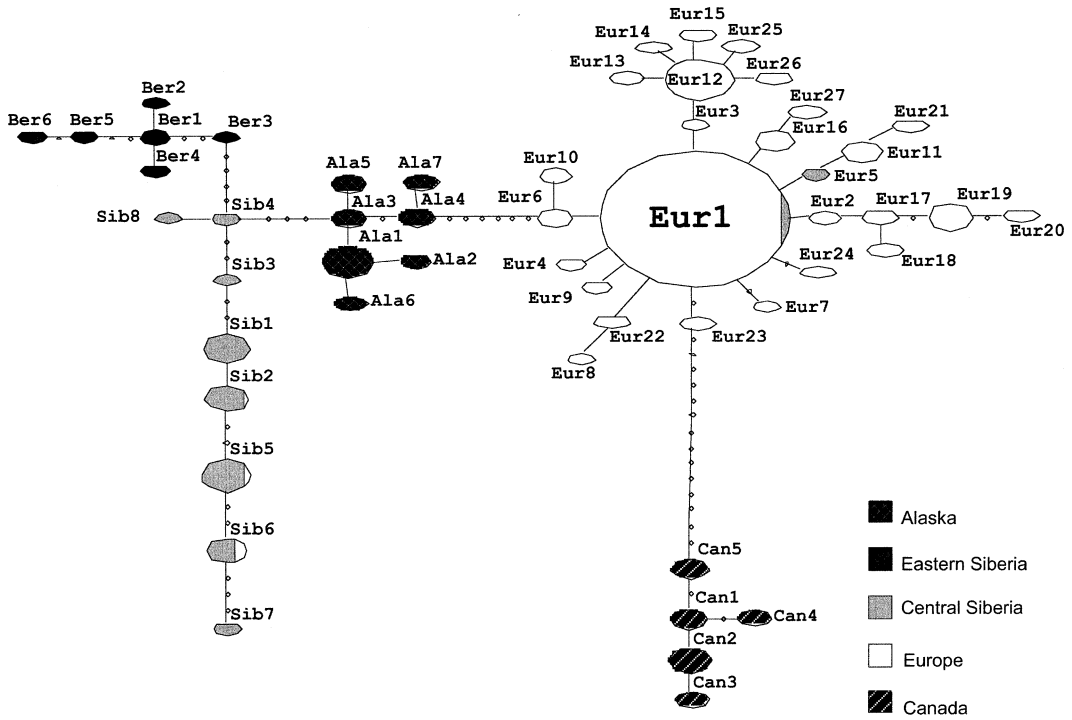 Eur15
Eur14
Eur25
Eur13
Eur12
Eur26
Eur3
Eur27
Eur16
Eur21
Eur11
Eur5
Ber2
Ber6
Ber5
Ber1
Ber3
Ber4
Ala5
Ala7
Eur10
Sib8
Sib4
Ala3
Ala4
Eur6
Eur1
Eur2
Eur17
Eur19
Eur20
Eur18
Ala1
Ala2
Ala6
Sib3
Eur4
Eur9
Eur24
Eur7
Eur22
Eur23
Eur8
Sib1
Sib2
Sib5
Sib6
Sib7
Can5
Can1
Can4
Can2
Can3
Alaska
Eastern Siberia
Central Siberia
Europe
Canada